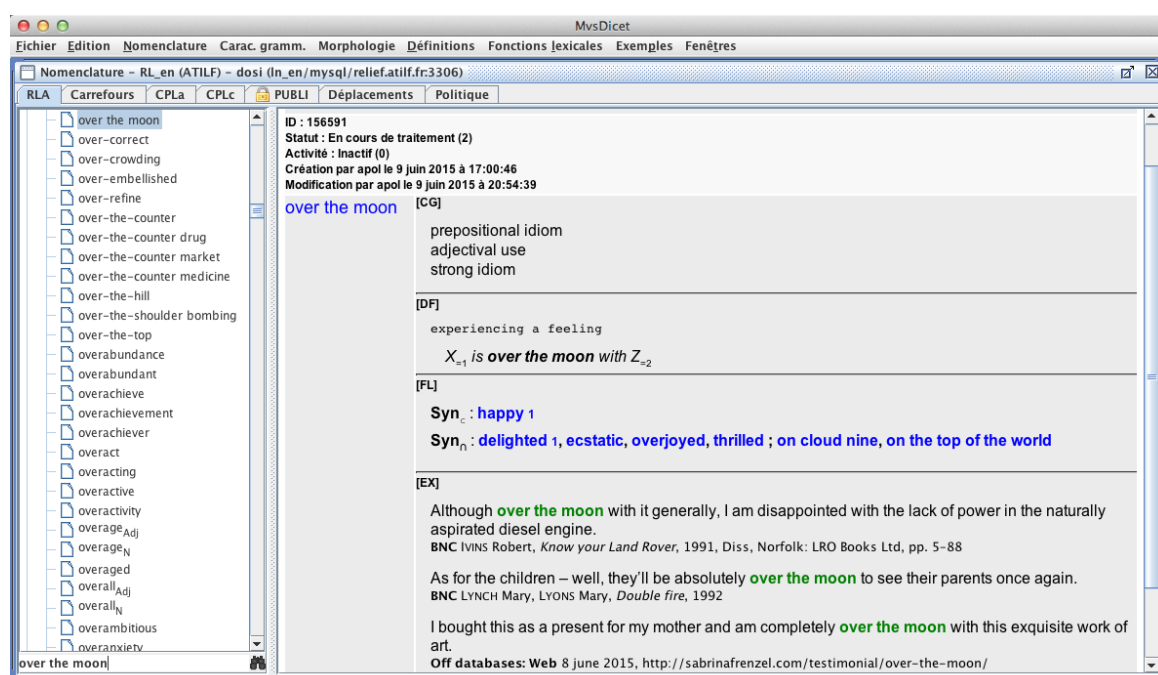 MvsDicet
Fichier Edition Nomenclature Carac. gramm. Morphologie Définitions Fonctions lexicales Exemples Fenêtres
Nomenclature – RL_en (ATILF) – dosi (ln_en/mysql/relief.atilf.fr:3306)
RLA Carrefours CPLa CPLc PUBLI Déplacements Politique
over the moon
over-correct
over-crowding
over-embellished
over-refine
over-the-counter
over-the-counter drug
over-the-counter market
over-the-counter medicine
over-the-hill
over-the-shoulder bombing
over-the-top
overabundance
overabundant
overachieve
overachievement
overachiever
overact
overacting
overactive
overactivity
overage Adj
overage N
overaged
overall Adj
overall N
overambitious
overanxiety
over the moon
ID : 156591
Statut : En cours de traitement (2)
Activité : Inactif (0)
Création par apol le 9 juin 2015 à 17:00:46
Modification par apol le 9 juin 2015 à 20:54:39
over the moon
[CG]
prepositional idiom
adjectival use
strong idiom
[DF]
experiencing a feeling
X=1 is over the moon with Z=2
[FL]
Syn⊂ : happy 1
Syn∩ : delighted 1, ecstatic, overjoyed, thrilled ; on cloud nine, on the top of the world
[EX]
Although over the moon with it generally, I am disappointed with the lack of power in the naturally
aspirated diesel engine.
BNC IVINS Robert, Know your Land Rover, 1991, Diss, Norfolk: LRO Books Ltd, pp. 5–88
As for the children – well, they'll be absolutely over the moon to see their parents once again.
BNC LYNCH Mary, LYONS Mary, Double fire, 1992
I bought this as a present for my mother and am completely over the moon with this exquisite work of
art.
Off databases: Web 8 june 2015, http://sabrinafrenzel.com/testimonial/over-the-moon/